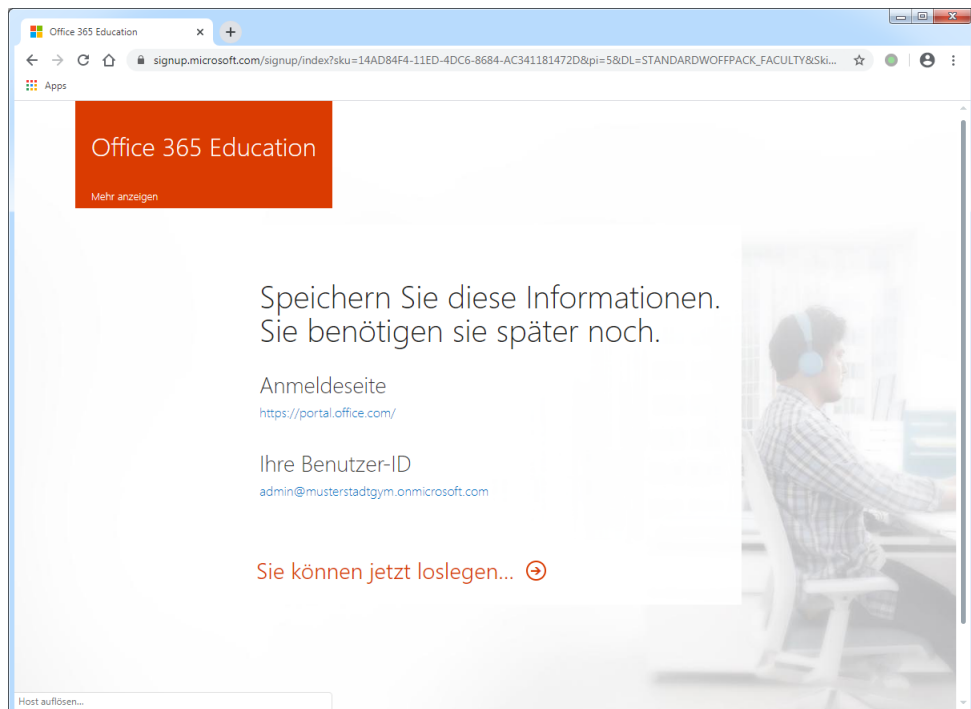 Office 365 Education
signup.microsoft.com/signup/index?sku=14AD84F4-11ED-4DC6-8684-AC341181472D&pi=5&DL=STANDARDWOFFPACK_FACULTY&Ski...
Apps
Office 365 Education
Mehr anzeigen
Speichern Sie diese Informationen.
Sie benötigen sie später noch.
Anmeldeseite
https://portal.office.com/
Ihre Benutzer-ID
admin@musterstadtgym.onmicrosoft.com
Sie können jetzt loslegen...
Host auflösen...